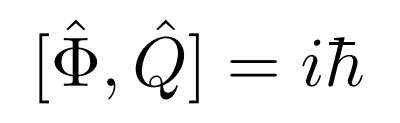 [Φ̂, Q̂] = iħ